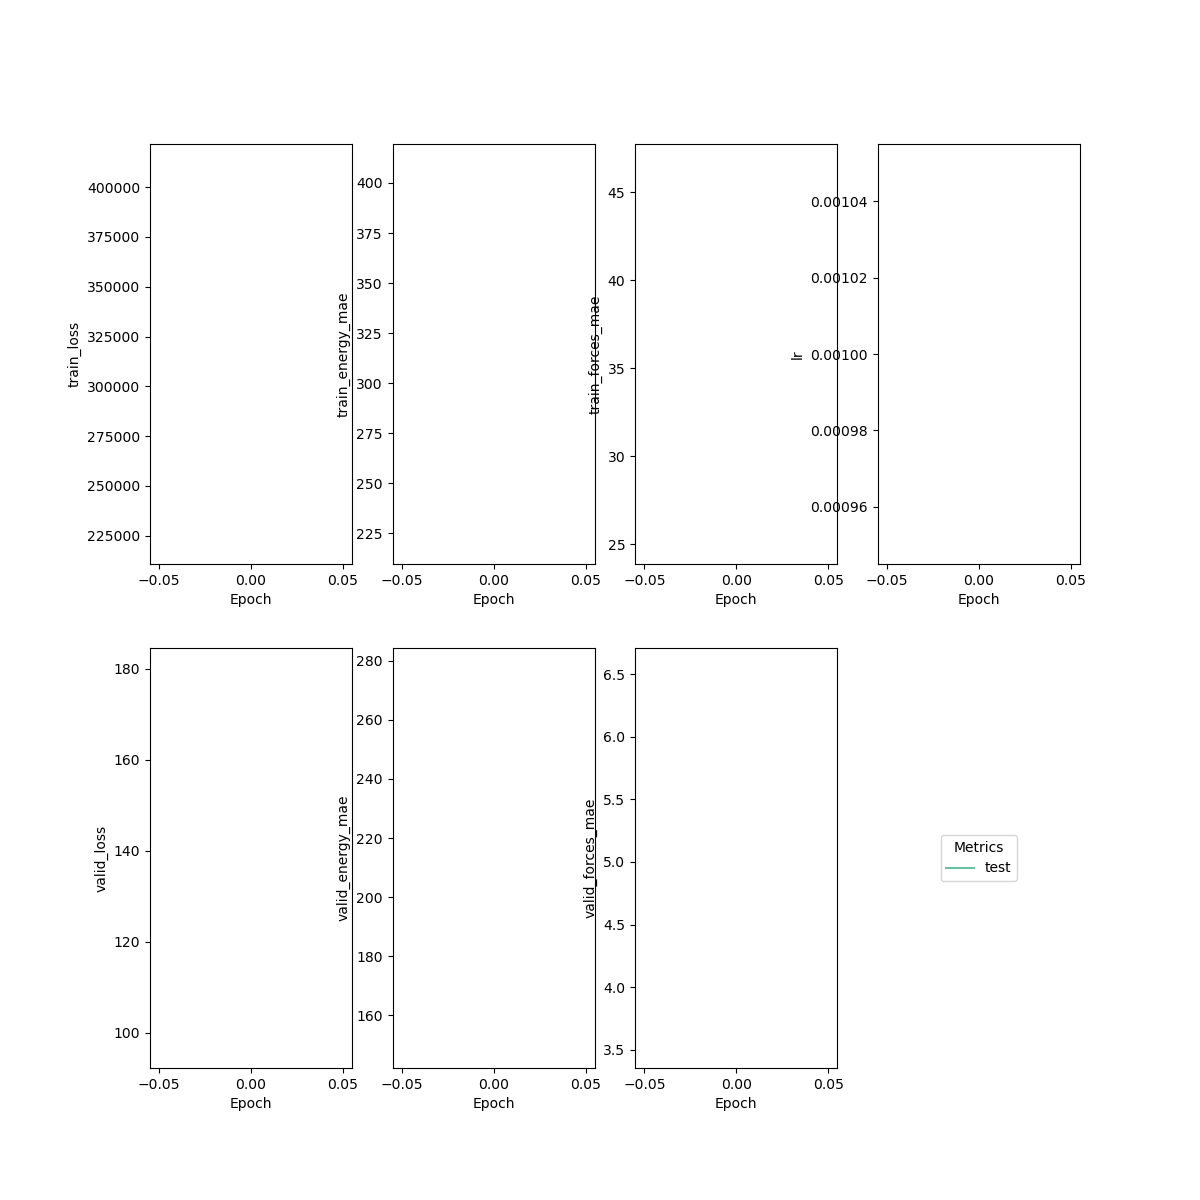 400000
375000
350000
325000
300000
275000
250000
225000
train_loss
−0.05 0.00 0.05
Epoch
400
375
350
325
300
275
250
225
train_energy_mae
−0.05 0.00 0.05
Epoch
45
40
35
30
25
train_forces_mae
−0.05 0.00 0.05
Epoch
0.00104
0.00102
0.00100
0.00098
0.00096
lr
−0.05 0.00 0.05
Epoch
180
160
140
120
100
valid_loss
−0.05 0.00 0.05
Epoch
280
260
240
220
200
180
160
valid_energy_mae
−0.05 0.00 0.05
Epoch
6.5
6.0
5.5
5.0
4.5
4.0
3.5
valid_forces_mae
−0.05 0.00 0.05
Epoch
Metrics
test